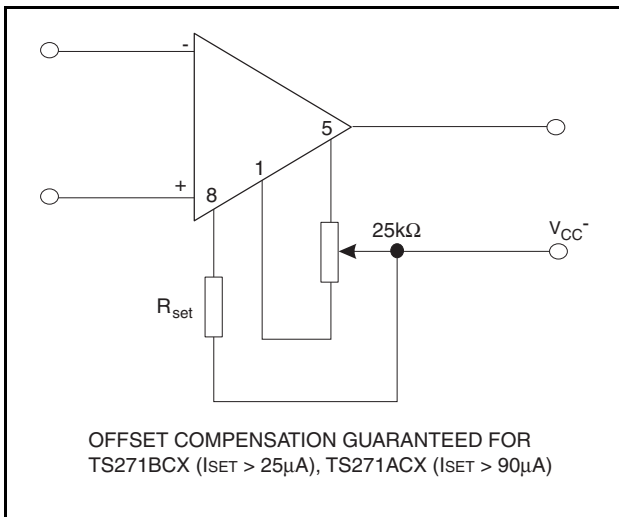 -
5
1
+
8
25kΩ
VCC-
Rset
OFFSET COMPENSATION GUARANTEED FOR
TS271BCX (ISET > 25µA), TS271ACX (ISET > 90µA)